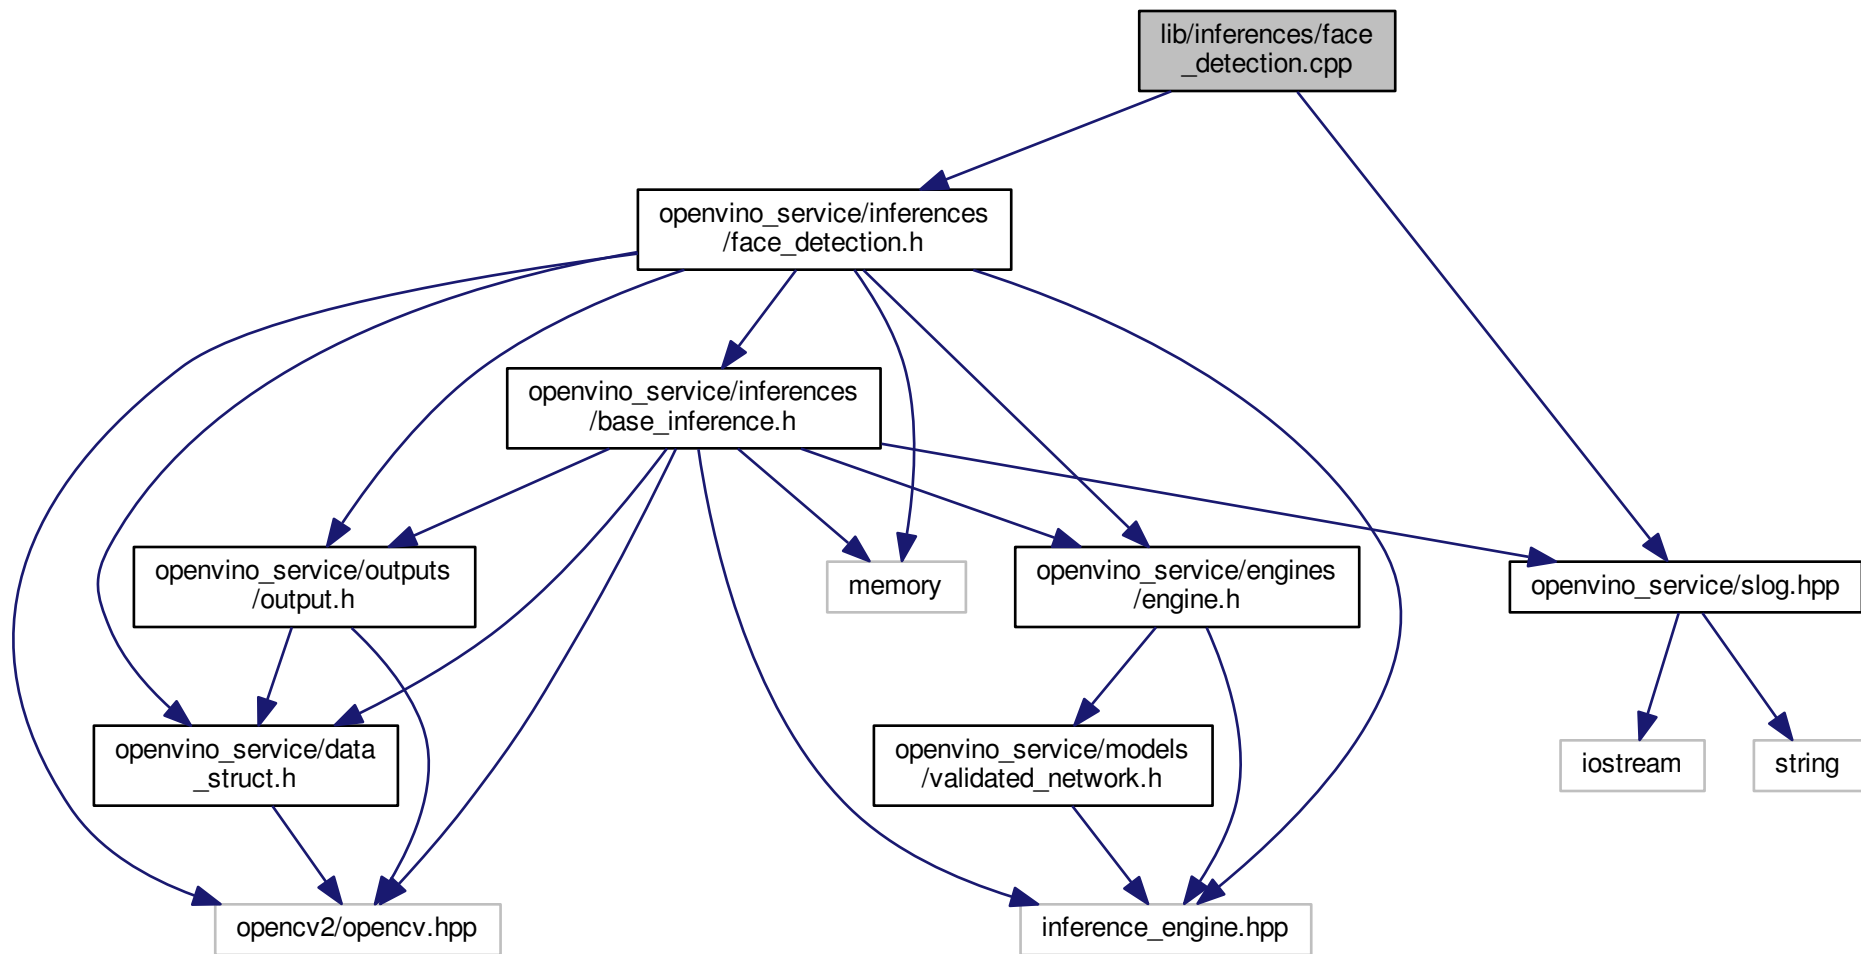 lib/inferences/face
_detection.cpp
openvino_service/inferences
/face_detection.h
openvino_service/inferences
/base_inference.h
openvino_service/outputs
/output.h
memory
openvino_service/engines
/engine.h
openvino_service/slog.hpp
openvino_service/data
_struct.h
openvino_service/models
/validated_network.h
iostream
string
opencv2/opencv.hpp
inference_engine.hpp